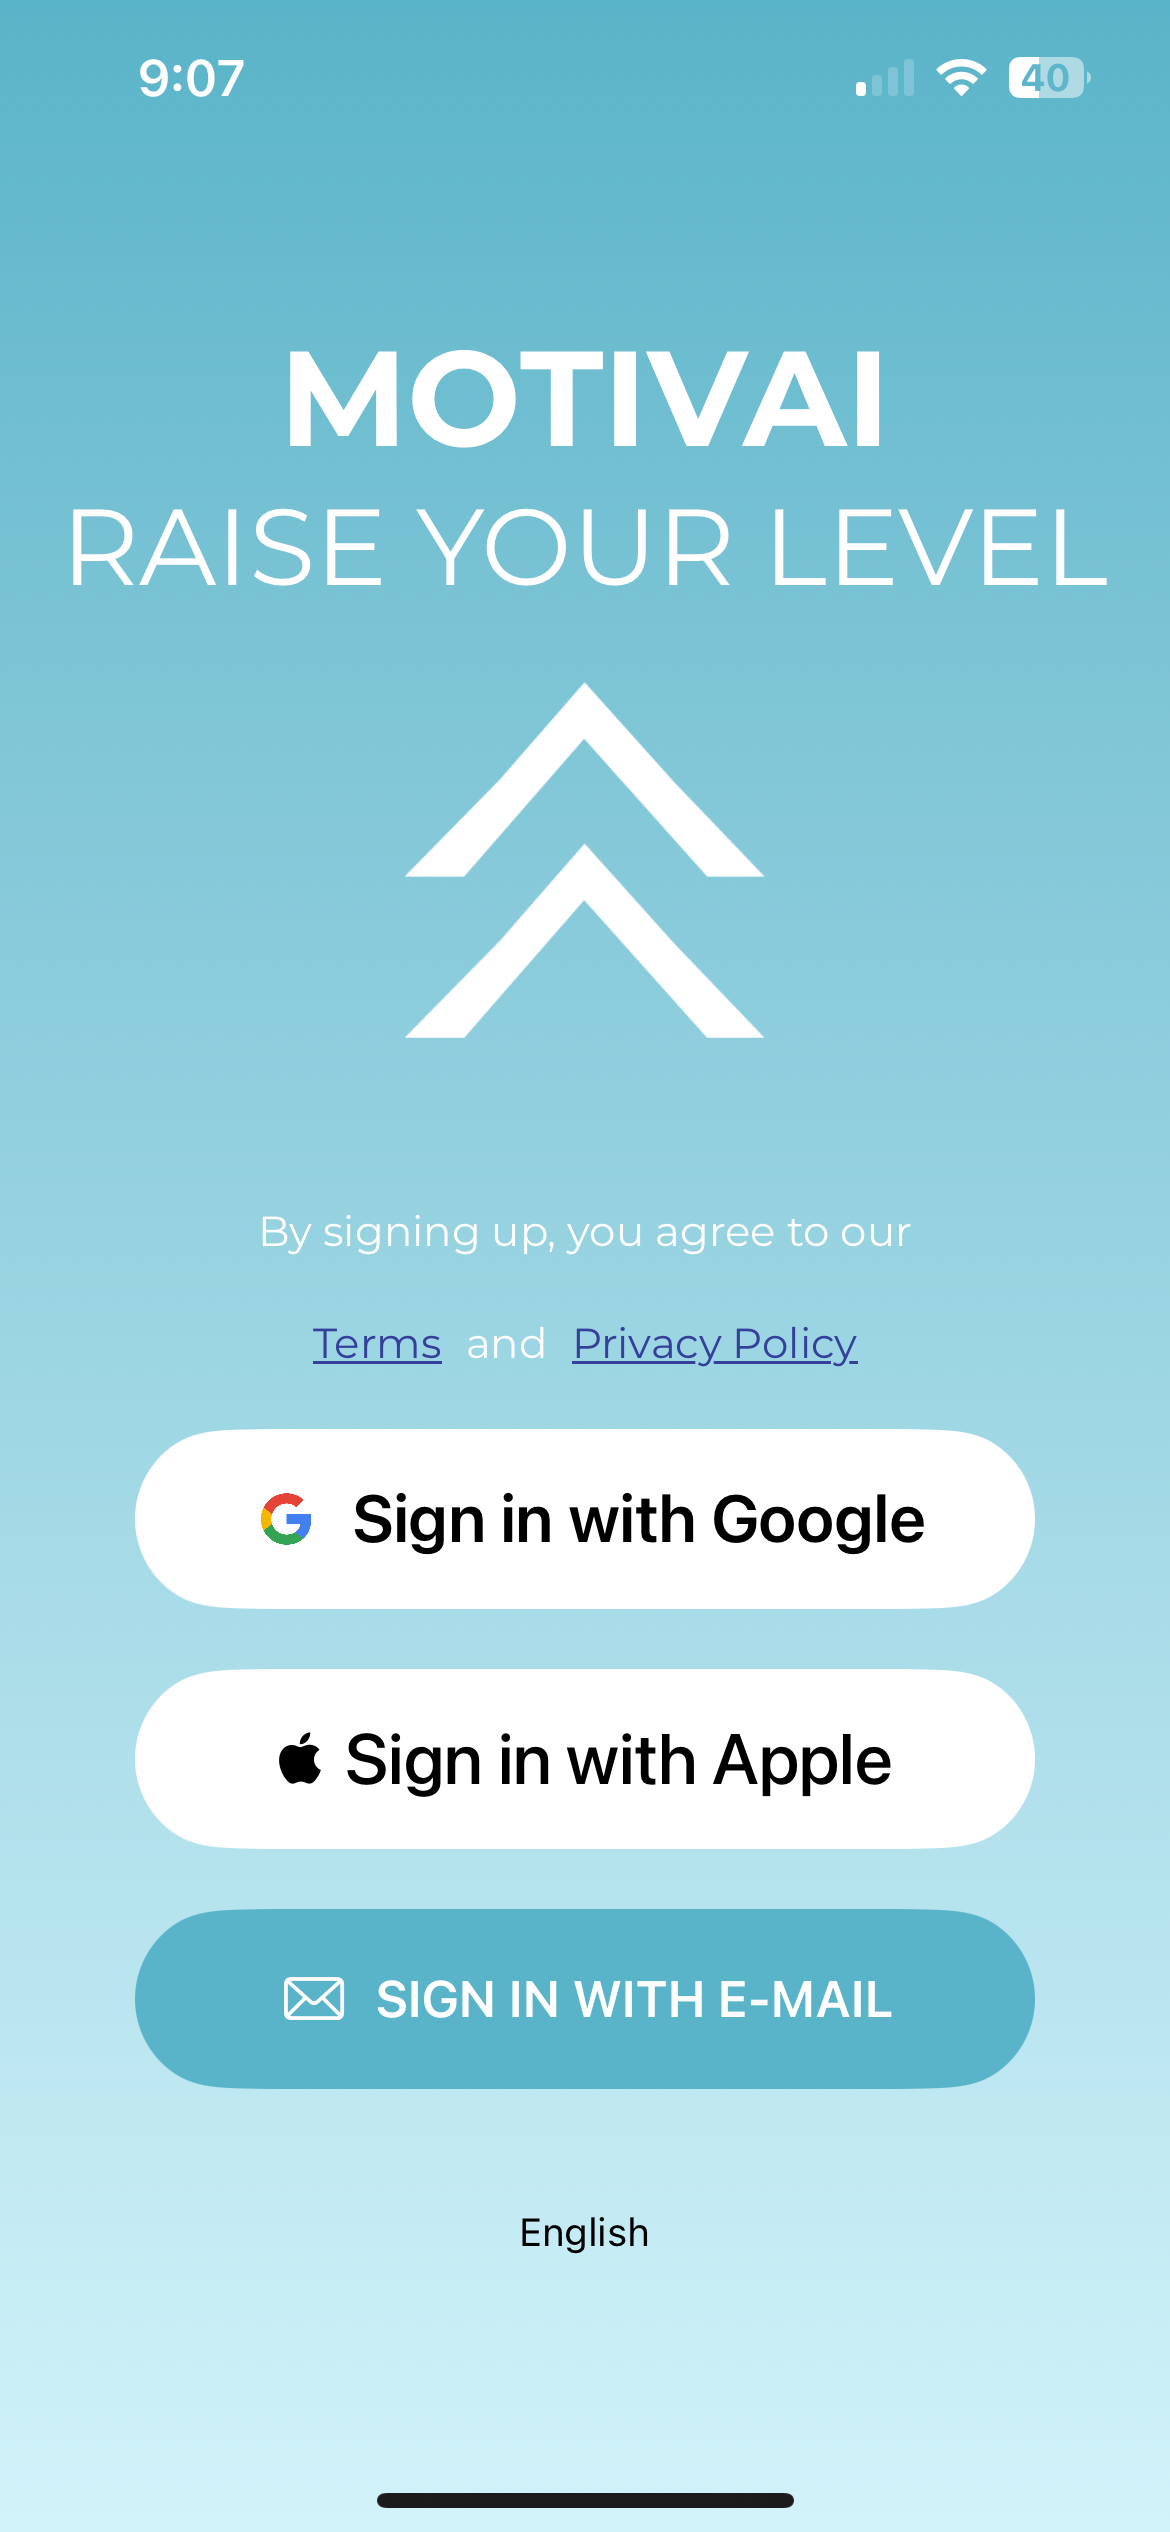 9:07
40
MOTIVAI
RAISE YOUR LEVEL
By signing up, you agree to our
Terms and Privacy Policy
Sign in with Google
Sign in with Apple
SIGN IN WITH E-MAIL
English